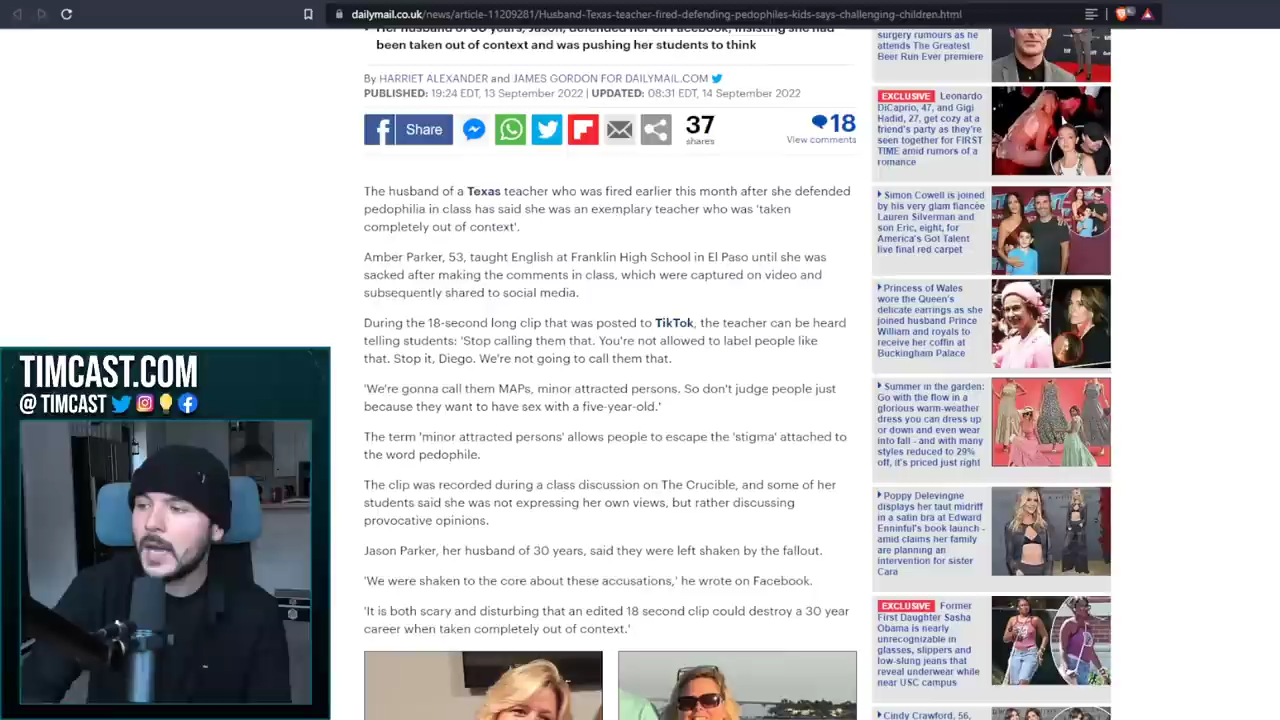 dailymail.co.uk/news/article-11209281/Husband-Texas-teacher-fired-defending-pedophiles-kids-says-challenging-children.html
Her husband of 30 years, Jason, defended her on Facebook, insisting she had
been taken out of context and was pushing her students to think
By HARRIET ALEXANDER and JAMES GORDON FOR DAILYMAIL.COM
PUBLISHED: 19:24 EDT, 13 September 2022 | UPDATED: 08:31 EDT, 14 September 2022
Share
37
shares
18
View comments
The husband of a Texas teacher who was fired earlier this month after she defended
pedophilia in class has said she was an exemplary teacher who was 'taken
completely out of context'.
Amber Parker, 53, taught English at Franklin High School in El Paso until she was
sacked after making the comments in class, which were captured on video and
subsequently shared to social media.
During the 18-second long clip that was posted to TikTok, the teacher can be heard
telling students: 'Stop calling them that. You're not allowed to label people like
that. Stop it, Diego. We're not going to call them that.
'We're gonna call them MAPs, minor attracted persons. So don't judge people just
because they want to have sex with a five-year-old.'
The term 'minor attracted persons' allows people to escape the 'stigma' attached to
the word pedophile.
The clip was recorded during a class discussion on The Crucible, and some of her
students said she was not expressing her own views, but rather discussing
provocative opinions.
Jason Parker, her husband of 30 years, said they were left shaken by the fallout.
'We were shaken to the core about these accusations,' he wrote on Facebook.
'It is both scary and disturbing that an edited 18 second clip could destroy a 30 year
career when taken completely out of context.'
surgery rumours as he
attends The Greatest
Beer Run Ever premiere
EXCLUSIVE Leonardo
DiCaprio, 47, and Gigi
Hadid, 27, get cozy at a
friend's party as they're
seen together for FIRST
TIME amid rumors of a
romance
Simon Cowell is joined
by his very glam fiancée
Lauren Silverman and
son Eric, eight, for
America's Got Talent
live final red carpet
Princess of Wales
wore the Queen's
delicate earrings as she
joined husband Prince
William and royals to
receive her coffin at
Buckingham Palace
Summer in the garden:
Go with the flow in a
glorious warm-weather
dress you can dress up
or down and even wear
into fall - and with many
styles reduced to 29%
off, it's priced just right
Poppy Delevingne
displays her taut midriff
in a satin bra at Edward
Enninful's book launch -
amid claims her family
are planning an
intervention for sister
Cara
EXCLUSIVE Former
First Daughter Sasha
Obama is nearly
unrecognizable in
glasses, slippers and
low-slung jeans that
reveal underwear while
near USC campus
Cindy Crawford, 56,
TIMCAST.COM
@ TIMCAST